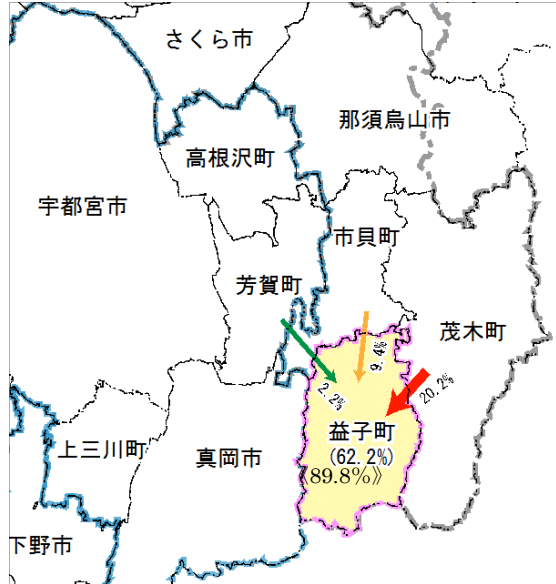 さくら市
那須烏山市
高根沢町
宇都宮市
市貝町
芳賀町
茂木町
9.4%
2.2%
20.2%
益子町
(62.2%)
《89.8%》
上三川町
真岡市
下野市